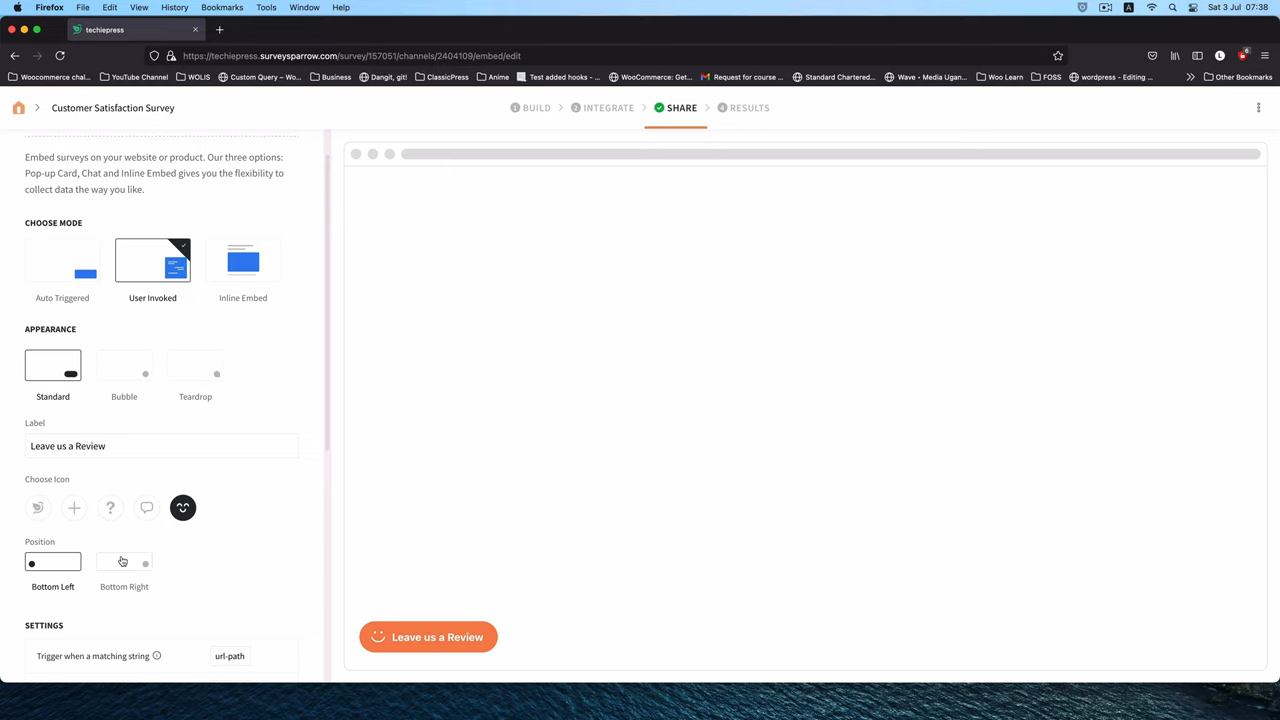 Firefox File Edit View History Bookmarks Tools Window Help
A Sat 3 Jul 07:38
techiepress
https://techiepress.surveysparrow.com/survey/157051/channels/2404109/embed/edit
L 6
Woocommerce chal... YouTube Channel WOLIS Custom Query – Wo... Business Dangit, git! ClassicPress Anime Test added hooks - ... WooCommerce: Get... Request for course ... Standard Chartered... Wave • Media Ugan... Woo Learn FOSS wordpress - Editing ... Other Bookmarks
Customer Satisfaction Survey
1 BUILD 2 INTEGRATE SHARE 4 RESULTS
Embed surveys on your website or product. Our three options:
Pop-up Card, Chat and Inline Embed gives you the flexibility to
collect data the way you like.
CHOOSE MODE
Auto Triggered User Invoked Inline Embed
APPEARANCE
Standard Bubble Teardrop
Label
Leave us a Review
Choose Icon
?
Position
Bottom Left Bottom Right
SETTINGS
Trigger when a matching string url-path
Leave us a Review